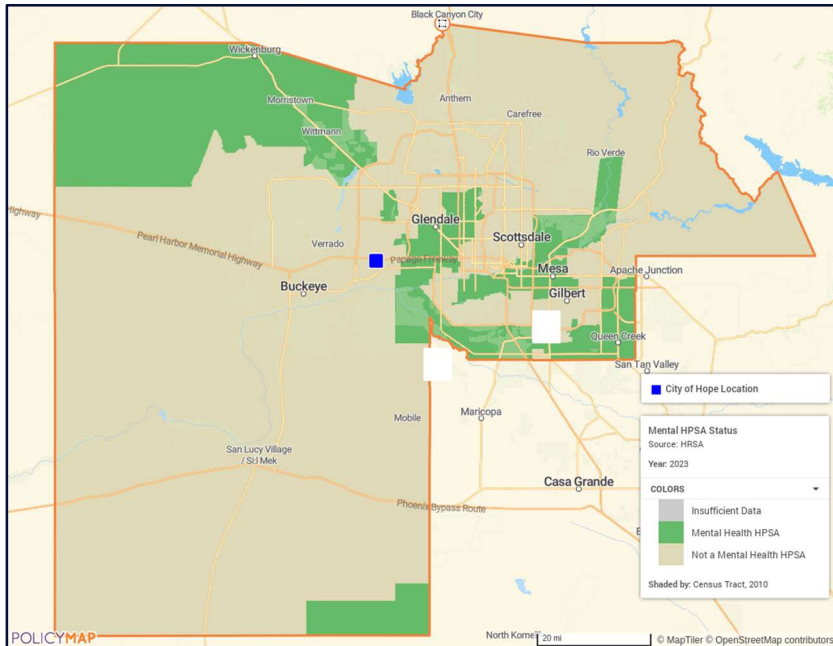 Black Canyon City
Wickenburg
Anthem
Morristown
Carefree
Wittmann
Rio Verde
Glendale
Highway
Pearl Harbor Memorial Highway
Verrado
Scottsdale
Papago Freeway
Mesa
Apache Junction
Buckeye
Gilbert
Queen Creek
San Tan Valley
City of Hope Location
Mobile
Maricopa
Mental HPSA Status
Source: HRSA
Year: 2023
San Lucy Village
/ Si:l Mek
Casa Grande
COLORS
Insufficient Data
Phoenix Bypass Route
Mental Health HPSA
Not a Mental Health HPSA
Shaded by: Census Tract, 2010
POLICYMAP
20 mi
© MapTiler © OpenStreetMap contributors